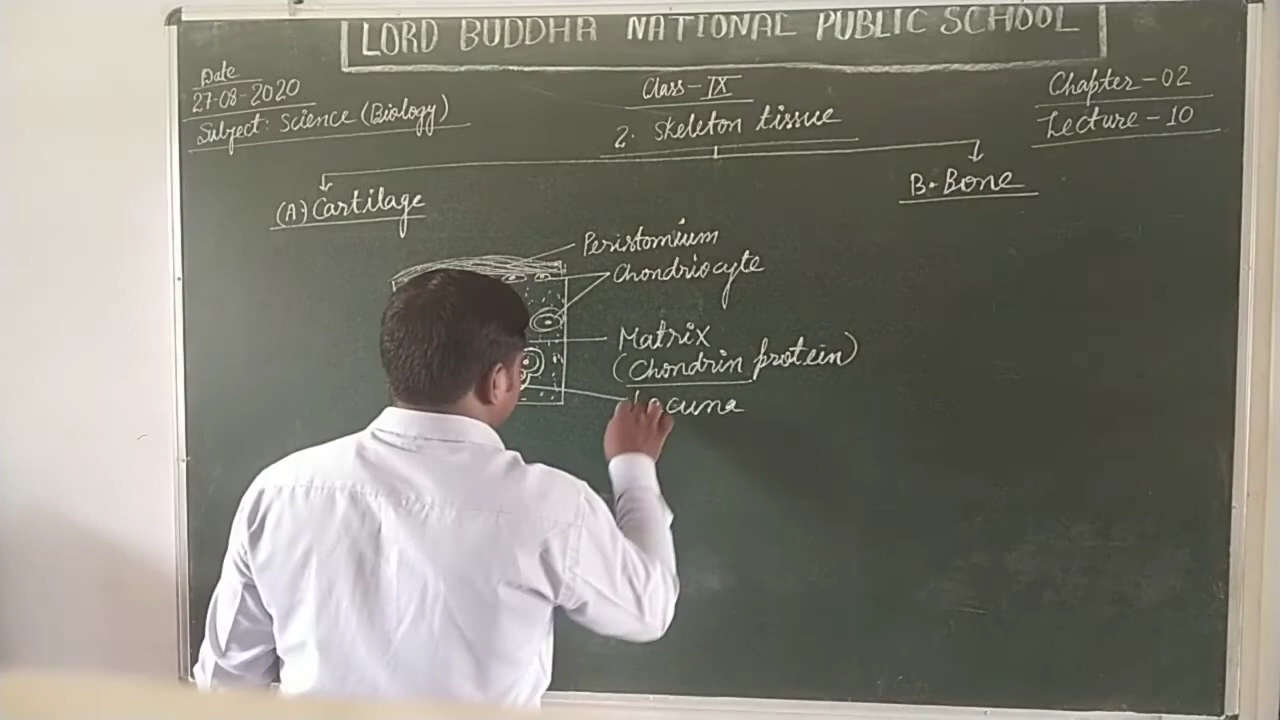 LORD BUDDHA NATIONAL PUBLIC SCHOOL
Date
27-08-2020
Subject: Science (Biology)
Class-IX
2. Skeleton tissue
Chapter-02
Lecture-10
(A) Cartilage
B. Bone
Peristomium
Chondriocyte
Matrix
(Chondrin protein)
Lacuna